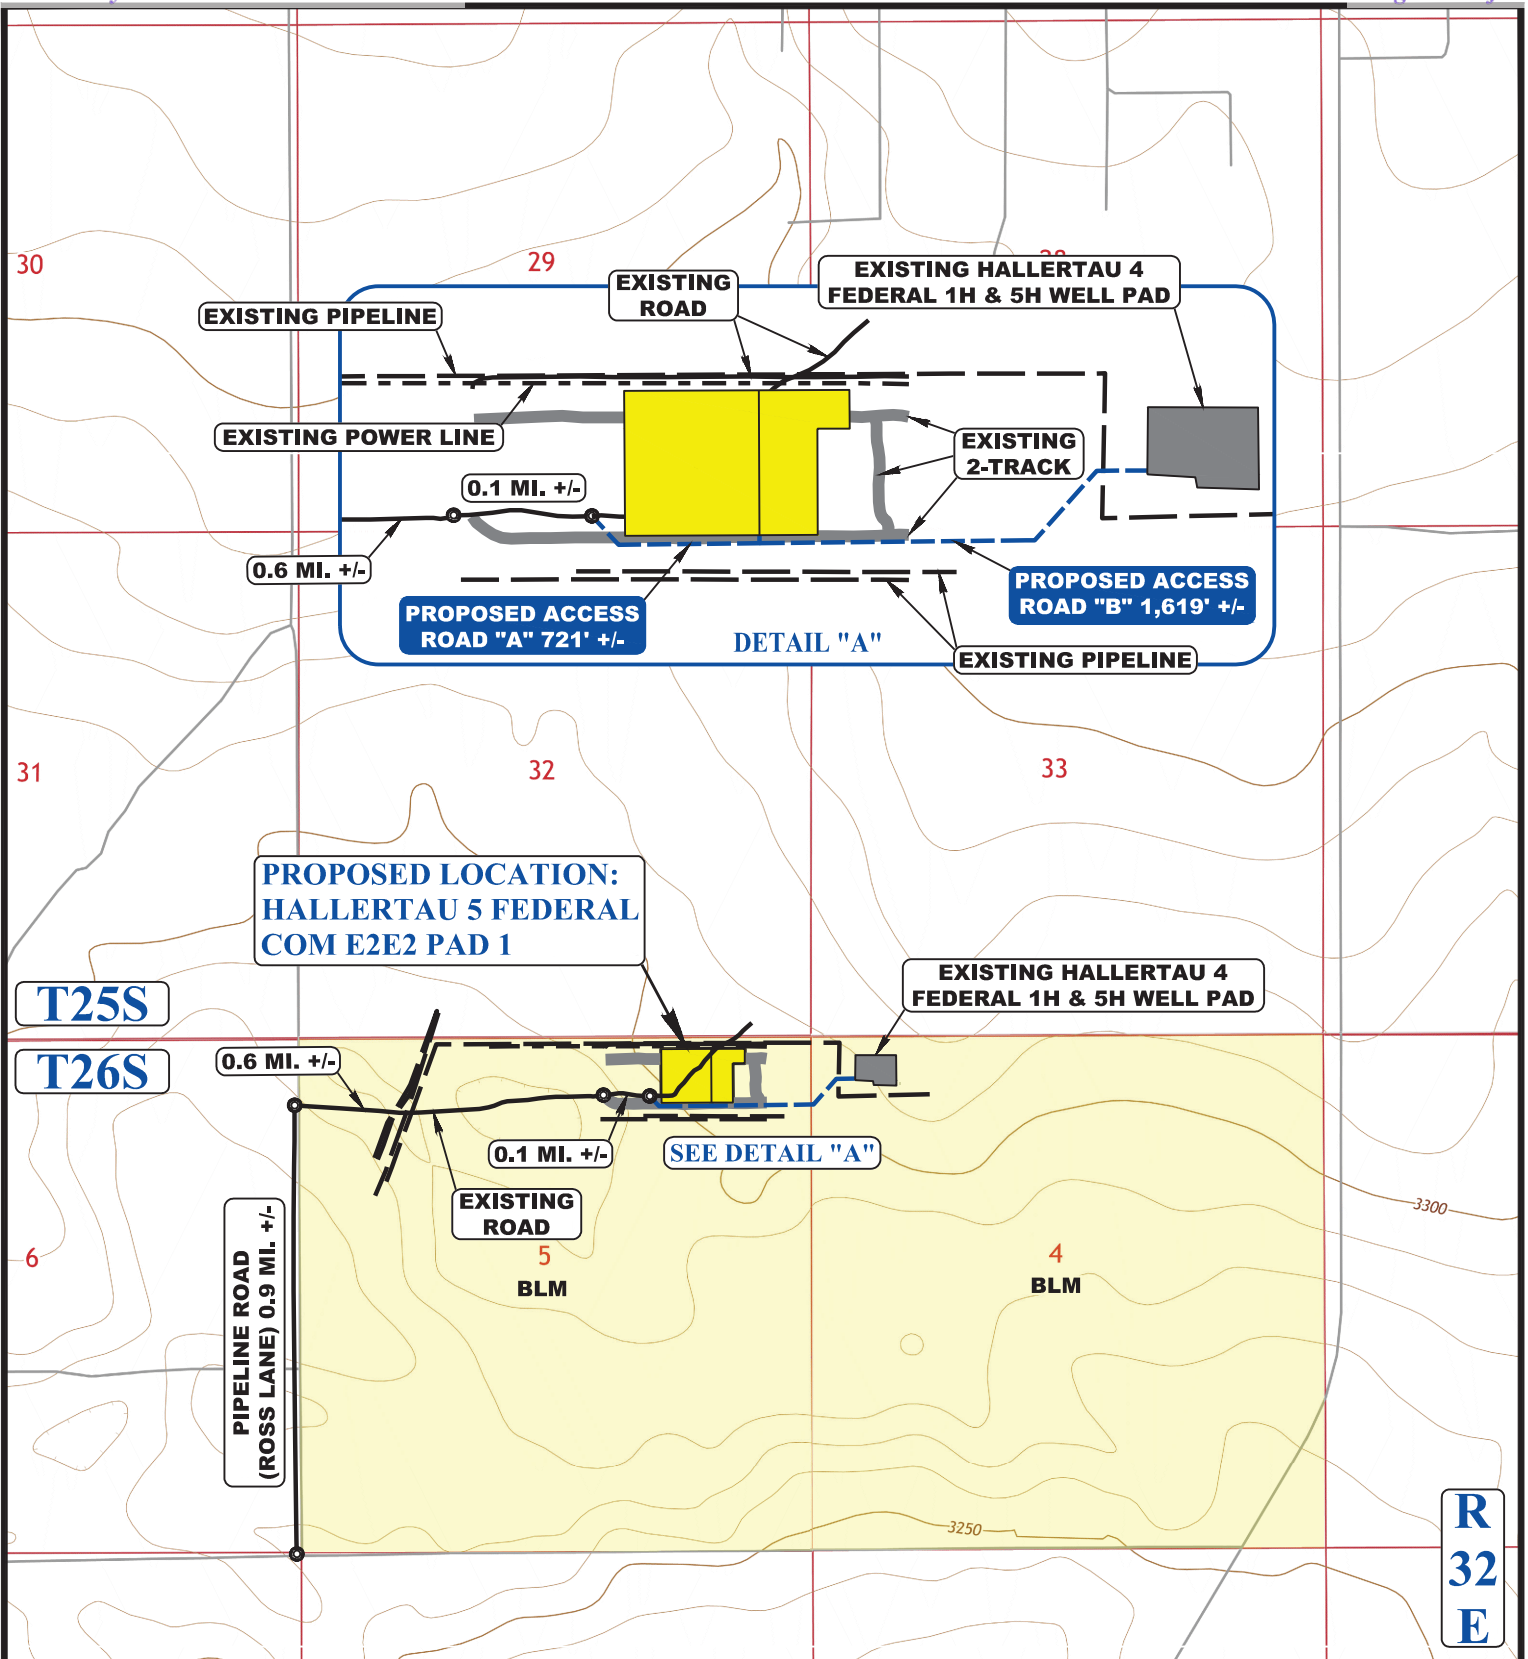 30
29
EXISTING PIPELINE
EXISTING
ROAD
EXISTING HALLERTAU 4
FEDERAL 1H & 5H WELL PAD
EXISTING POWER LINE
EXISTING
2-TRACK
0.1 MI. +/-
0.6 MI. +/-
PROPOSED ACCESS
ROAD "A" 721' +/-
PROPOSED ACCESS
ROAD "B" 1,619' +/-
DETAIL "A"
EXISTING PIPELINE
31
32
33
PROPOSED LOCATION:
HALLERTAU 5 FEDERAL
COM E2E2 PAD 1
EXISTING HALLERTAU 4
FEDERAL 1H & 5H WELL PAD
T25S
T26S
0.6 MI. +/-
0.1 MI. +/-
SEE DETAIL "A"
EXISTING
ROAD
3300
6
5
BLM
4
BLM
PIPELINE ROAD
(ROSS LANE) 0.9 MI. +/-
3250
R
32
E